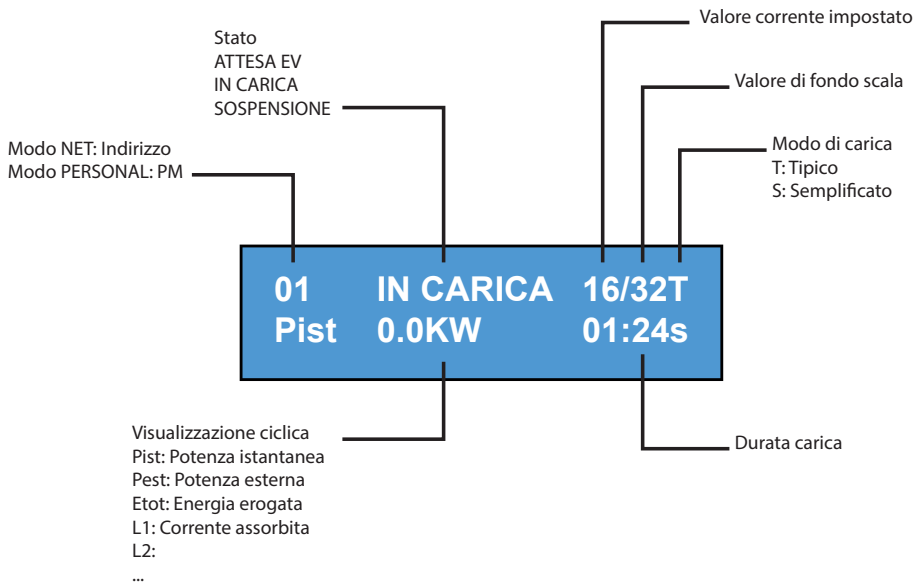 Valore corrente impostato
Stato
ATTESA EV
IN CARICA
SOSPENSIONE
Valore di fondo scala
Modo NET: Indirizzo
Modo PERSONAL: PM
Modo di carica
T: Tipico
S: Semplificato
01 IN CARICA 16/32T
Pist 0.0KW 01:24s
Visualizzazione ciclica
Pist: Potenza istantanea
Pest: Potenza esterna
Etot: Energia erogata
L1: Corrente assorbita
L2:
...
Durata carica